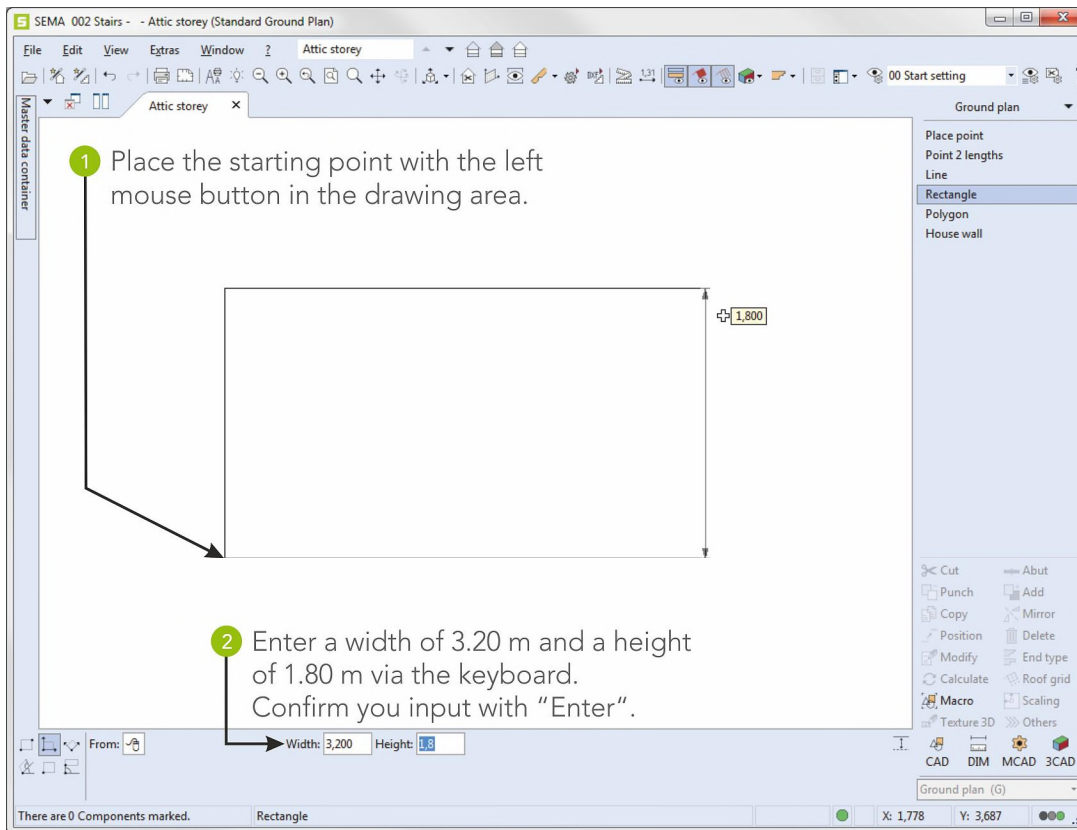 SEMA 002 Stairs - - Attic storey (Standard Ground Plan)
File Edit View Extras Window ? Attic storey
00 Start setting
Master data container
Attic storey
Ground plan
Place point
Point 2 lengths
Line
Rectangle
Polygon
House wall
1 Place the starting point with the left
mouse button in the drawing area.
1,800
2 Enter a width of 3.20 m and a height
of 1.80 m via the keyboard.
Confirm you input with “Enter“.
Cut Abut
Punch Add
Copy Mirror
Position Delete
Modify End type
Calculate Roof grid
Macro Scaling
Texture 3D Others
From: Width: 3,200 Height: 1,8
CAD DIM MCAD 3CAD
Ground plan (G)
There are 0 Components marked. Rectangle X: 1,778 Y: 3,687